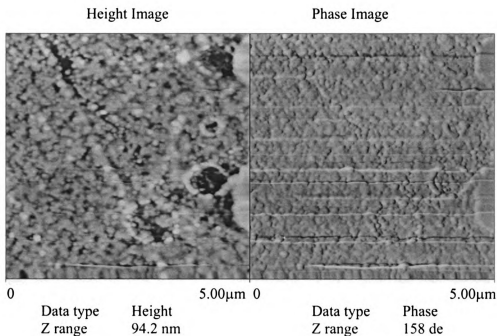 Height Image Phase Image
0 5.00μm 0 5.00μm
Data type Height Data type Phase
Z range 94.2 nm Z range 158 de